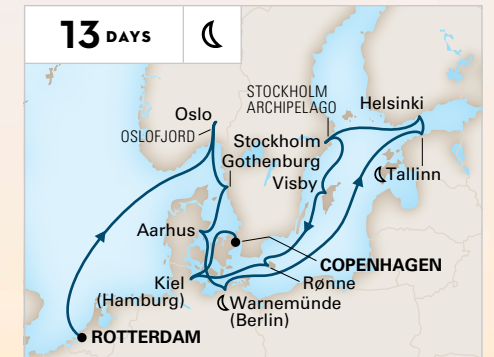 13 DAYS
STOCKHOLM
ARCHIPELAGO
Helsinki
Oslo
OSLOFJORD
Stockholm
Gothenburg
Visby
Tallinn
Aarhus
COPENHAGEN
Kiel
(Hamburg)
Rønne
Warnemünde
(Berlin)
ROTTERDAM